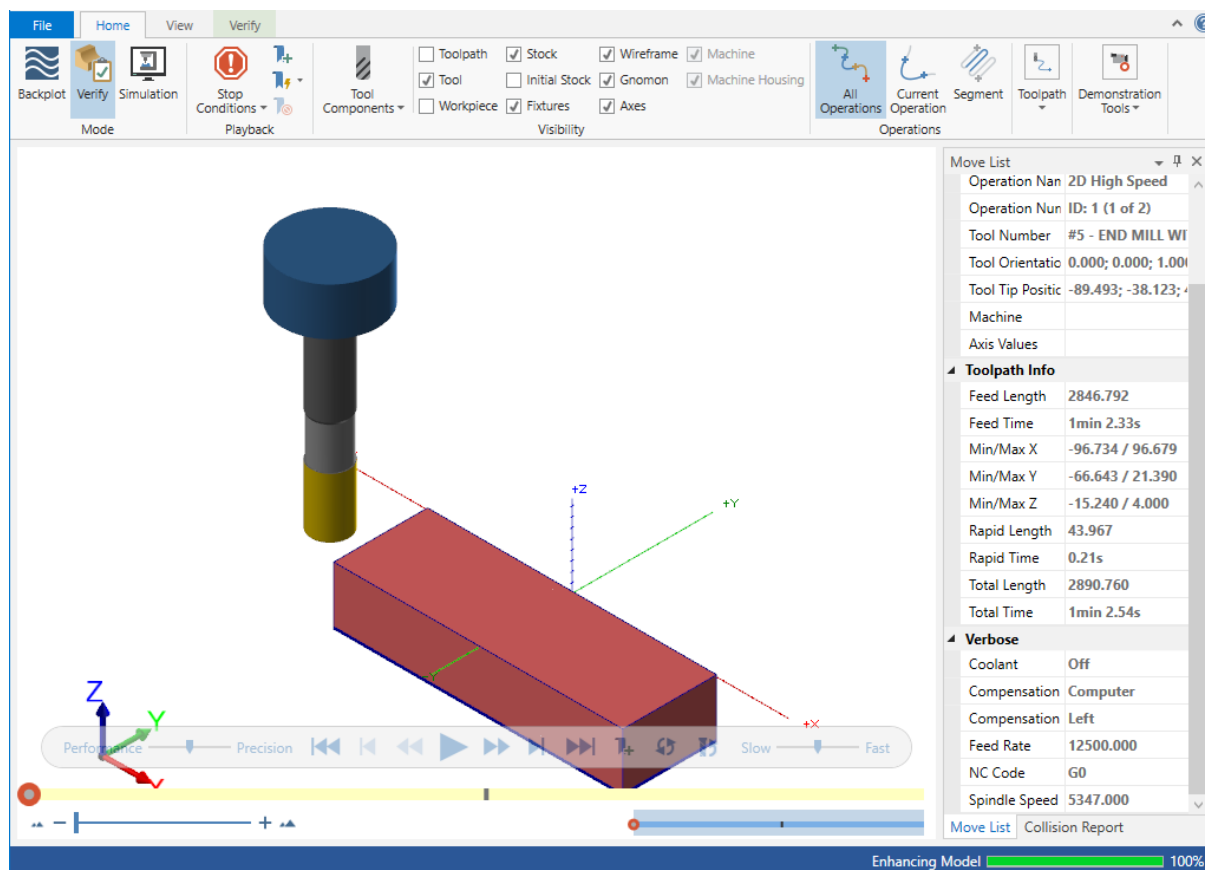 File Home View Verify
Toolpath Stock Wireframe Machine
Tool Initial Stock Gnomon Machine Housing
Workpiece Fixtures Axes
Backplot Verify Simulation
Stop Conditions
Tool Components
All Operations
Current Operation
Segment
Toolpath
Demonstration Tools
Mode Playback Visibility Operations
Move List
Operation Nan 2D High Speed
Operation Nun ID: 1 (1 of 2)
Tool Number #5 - END MILL WI
Tool Orientatio 0.000; 0.000; 1.00
Tool Tip Positic -89.493; -38.123;
Machine
Axis Values
Toolpath Info
Feed Length 2846.792
Feed Time 1min 2.33s
Min/Max X -96.734 / 96.679
Min/Max Y -66.643 / 21.390
Min/Max Z -15.240 / 4.000
Rapid Length 43.967
Rapid Time 0.21s
Total Length 2890.760
Total Time 1min 2.54s
Verbose
Coolant Off
Compensation Computer
Compensation Left
Feed Rate 12500.000
NC Code G0
Spindle Speed 5347.000
Move List Collision Report
+Z
+Y
+X
Z
Y
Performance Precision Slow Fast
Enhancing Model 100%